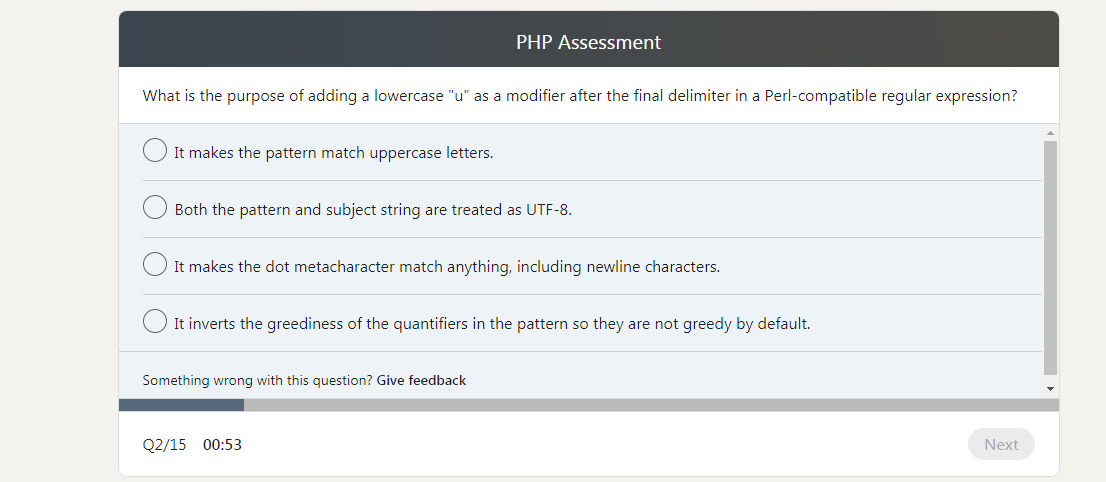 PHP Assessment
What is the purpose of adding a lowercase "u" as a modifier after the final delimiter in a Perl-compatible regular expression?
It makes the pattern match uppercase letters.
Both the pattern and subject string are treated as UTF-8.
It makes the dot metacharacter match anything, including newline characters.
It inverts the greediness of the quantifiers in the pattern so they are not greedy by default.
Something wrong with this question? Give feedback
Q2/15 00:53
Next